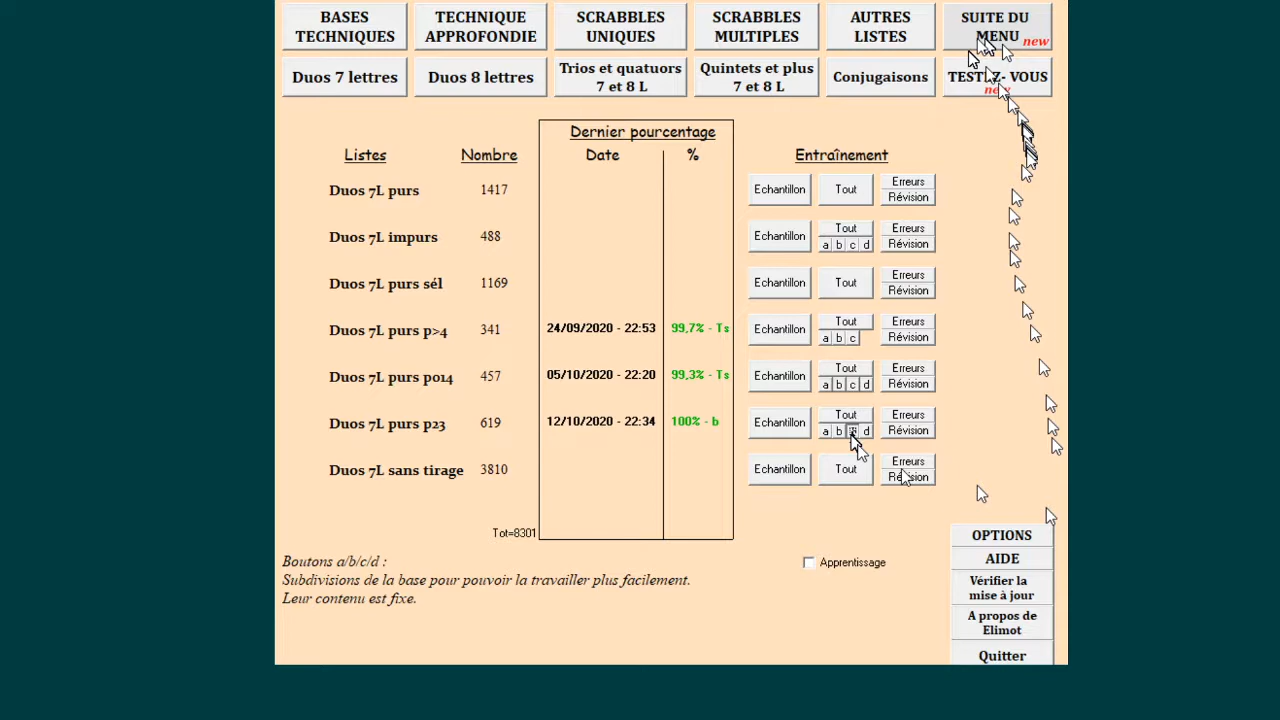 BASES TECHNIQUES
TECHNIQUE APPROFONDIE
SCRABBLES UNIQUES
SCRABBLES MULTIPLES
AUTRES LISTES
SUITE DU MENU new
Duos 7 lettres
Duos 8 lettres
Trios et quatuors 7 et 8 L
Quintets et plus 7 et 8 L
Conjugaisons
TESTEZ- VOUS new
Dernier pourcentage
Listes Nombre Date % Entraînement
Duos 7L purs 1417 Echantillon Tout Erreurs Révision
Duos 7L impurs 488 Echantillon Tout a b c d Erreurs Révision
Duos 7L purs sél 1169 Echantillon Tout Erreurs Révision
Duos 7L purs p>4 341 24/09/2020 - 22:53 99,7% - Ts Echantillon Tout a b c Erreurs Révision
Duos 7L purs p014 457 05/10/2020 - 22:20 99,3% - Ts Echantillon Tout a b c d Erreurs Révision
Duos 7L purs p23 619 12/10/2020 - 22:34 100% - b Echantillon Tout a b d Erreurs Révision
Duos 7L sans tirage 3810 Echantillon Tout Erreurs Révision
Tot=8301
Boutons a/b/c/d :
Subdivisions de la base pour pouvoir la travailler plus facilement.
Leur contenu est fixe.
Apprentissage
OPTIONS
AIDE
Vérifier la
mise à jour
A propos de
Elimot
Quitter